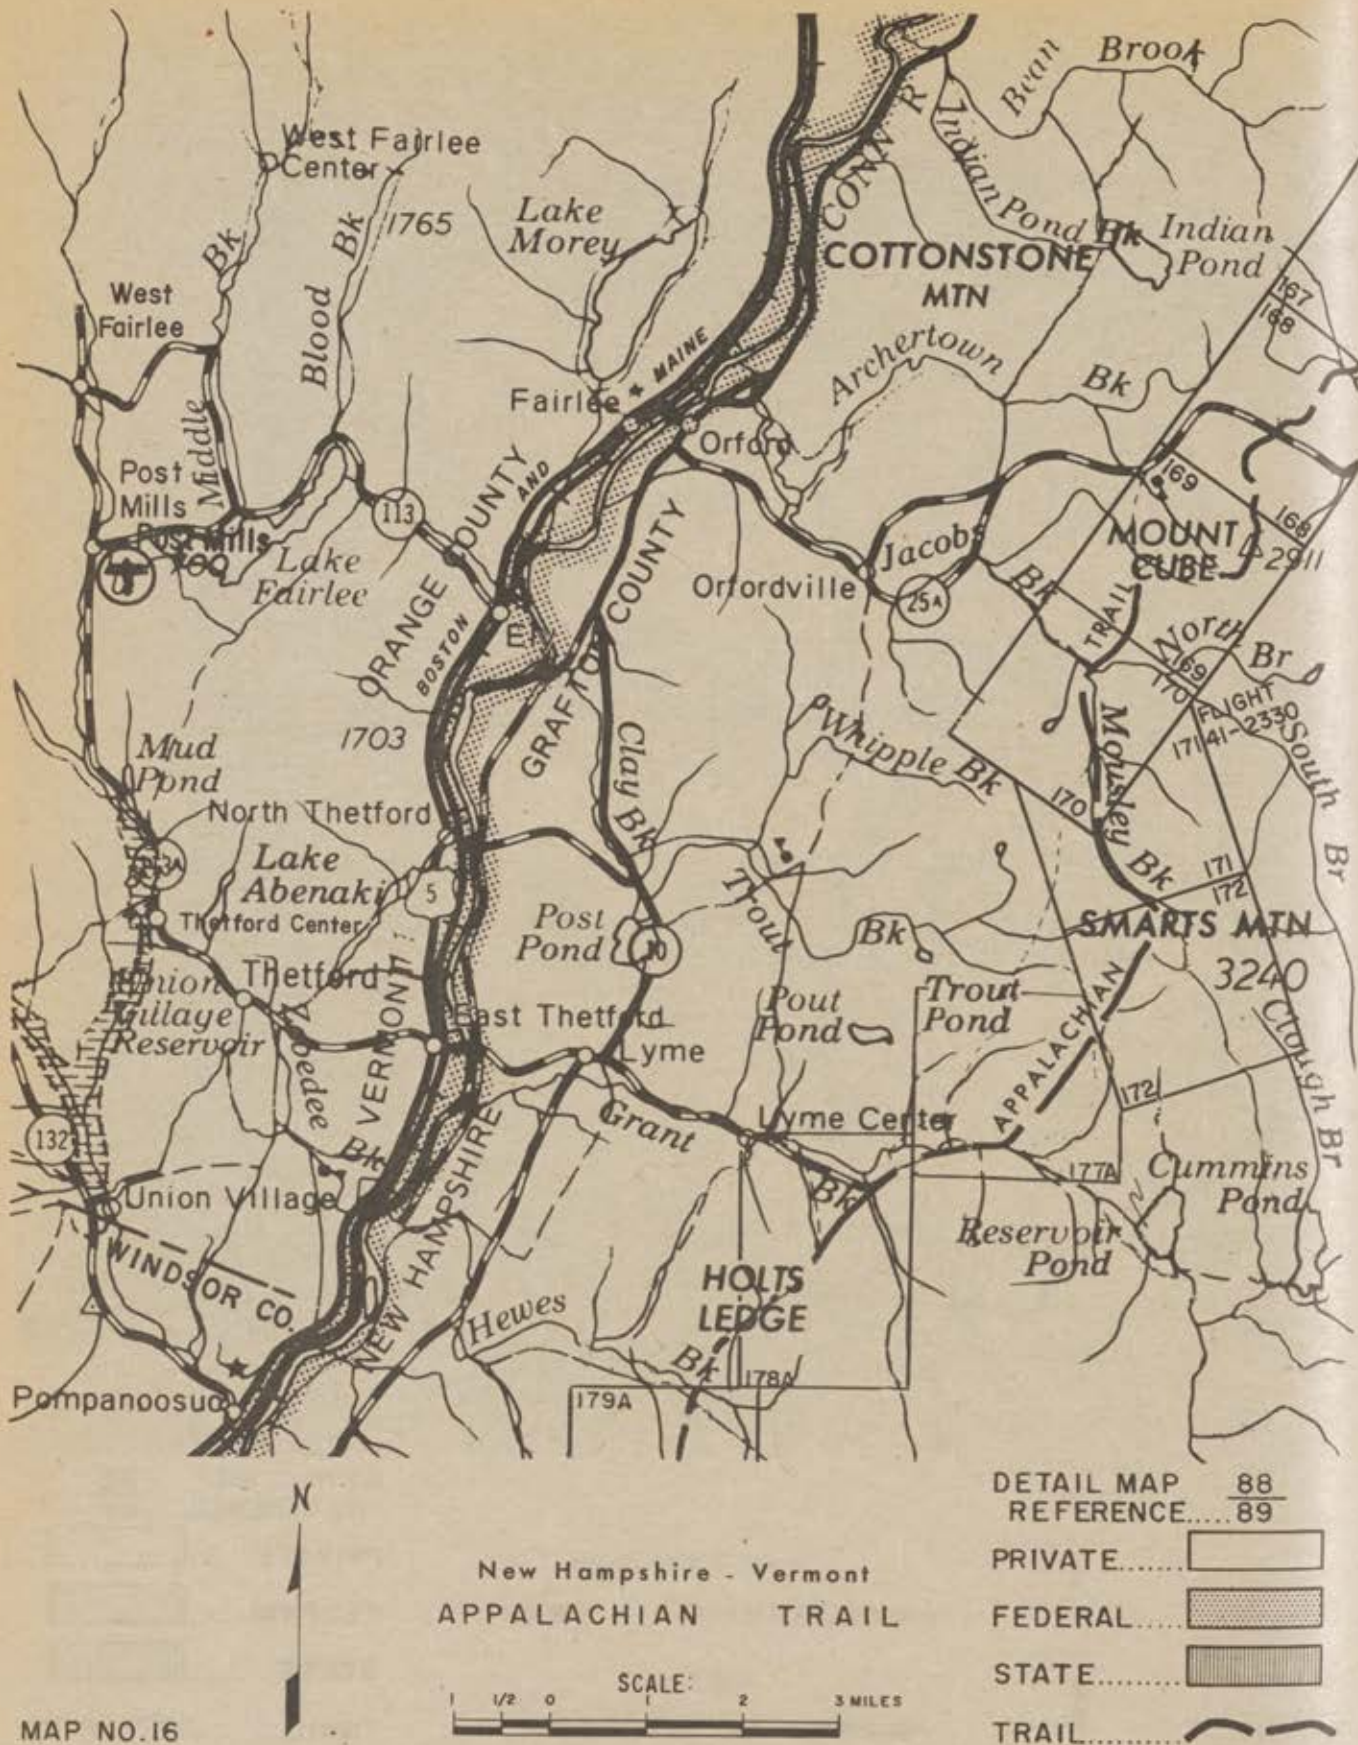 West Fairlee
Center
Brook
Bean
CONN R
Indian Pond Bk
Indian
Pond
1765
Lake
Morey
Bk
Blood
Bk
West
Fairlee
COTTONSTONE
MTN
167
168
MAINE
Archertown
Bk
Fairlee
Orford
Middle
Post
Mills
Post Mills
700
113
Lake
Fairlee
ORANGE COUNTY
AND
BOSTON
GRAFTON COUNTY
Jacobs
Bk
Orfordville
25A
169
168
MOUNT
CUBE
2911
TRAIL
North
Br
169
170
FLIGHT
41-2330
171
South
Br
Mousley
Bk
Whipple Bk
170
171
172
1703
Mud
Pond
North Thetford
Clay Bk
Lake
Abenaki
5
Thetford Center
Post
Pond
10
Trout
Bk
SMARTS MTN
3240
Union
Village
Reservoir
Thetford
Zebedee
Bk
VERMONT
East Thetford
Lyme
Pout
Pond
Trout
Pond
APPALACHIAN
Clough Br
172
132
Grant
Bk
Lyme Center
177A
Cummins
Pond
Union Village
NEW HAMPSHIRE
Reservoir
Pond
WINDSOR CO.
HOLTS
LEDGE
Hewes
Bk
Pompanoosuc
179A
178A
N
DETAIL MAP 88
REFERENCE..... 89
PRIVATE.......
New Hampshire - Vermont
APPALACHIAN TRAIL
FEDERAL.....
STATE.........
SCALE:
1 1/2 0 1 2 3 MILES
MAP NO.16
TRAIL.........